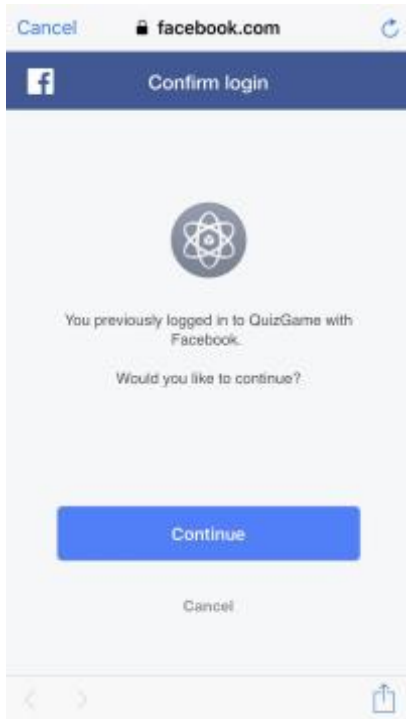 Cancel facebook.com
f Confirm login
You previously logged in to QuizGame with
Facebook.
Would you like to continue?
Continue
Cancel